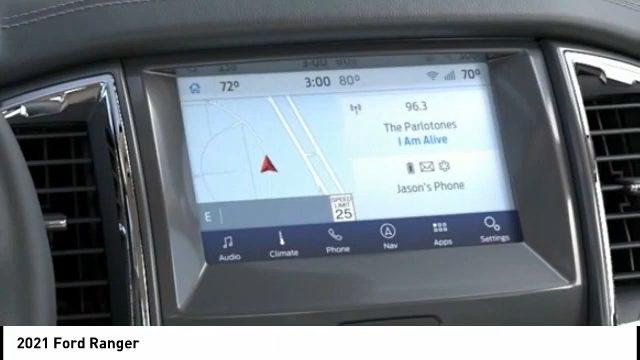 72° 3:00 80° 70°
96.3
The Parlotones
I Am Alive
Jason's Phone
E
SPEED
LIMIT
25
Audio Climate Phone Nav Apps Settings
2021 Ford Ranger